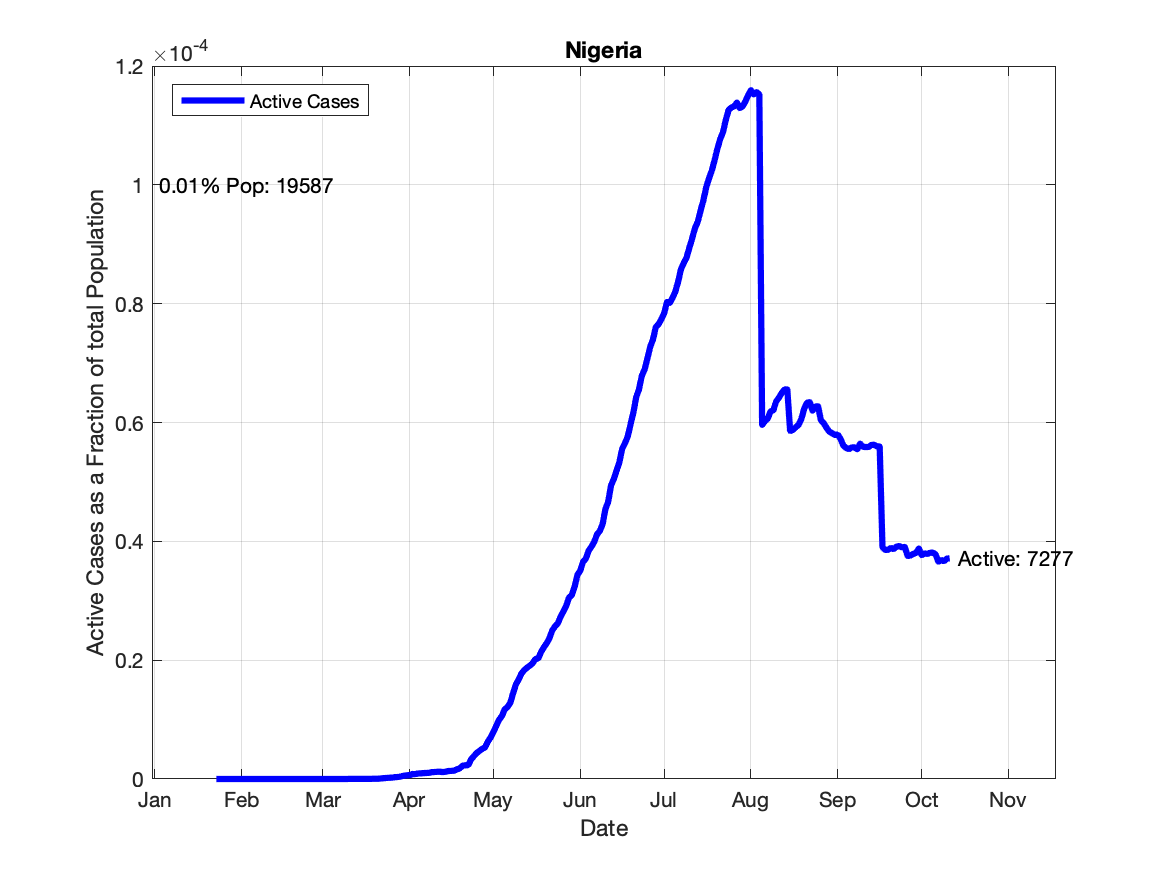 Nigeria
×10-4
1.2
1
0.8
0.6
0.4
0.2
0
Active Cases as a Fraction of total Population
Active Cases
0.01% Pop: 19587
Active: 7277
Jan Feb Mar Apr May Jun Jul Aug Sep Oct Nov
Date